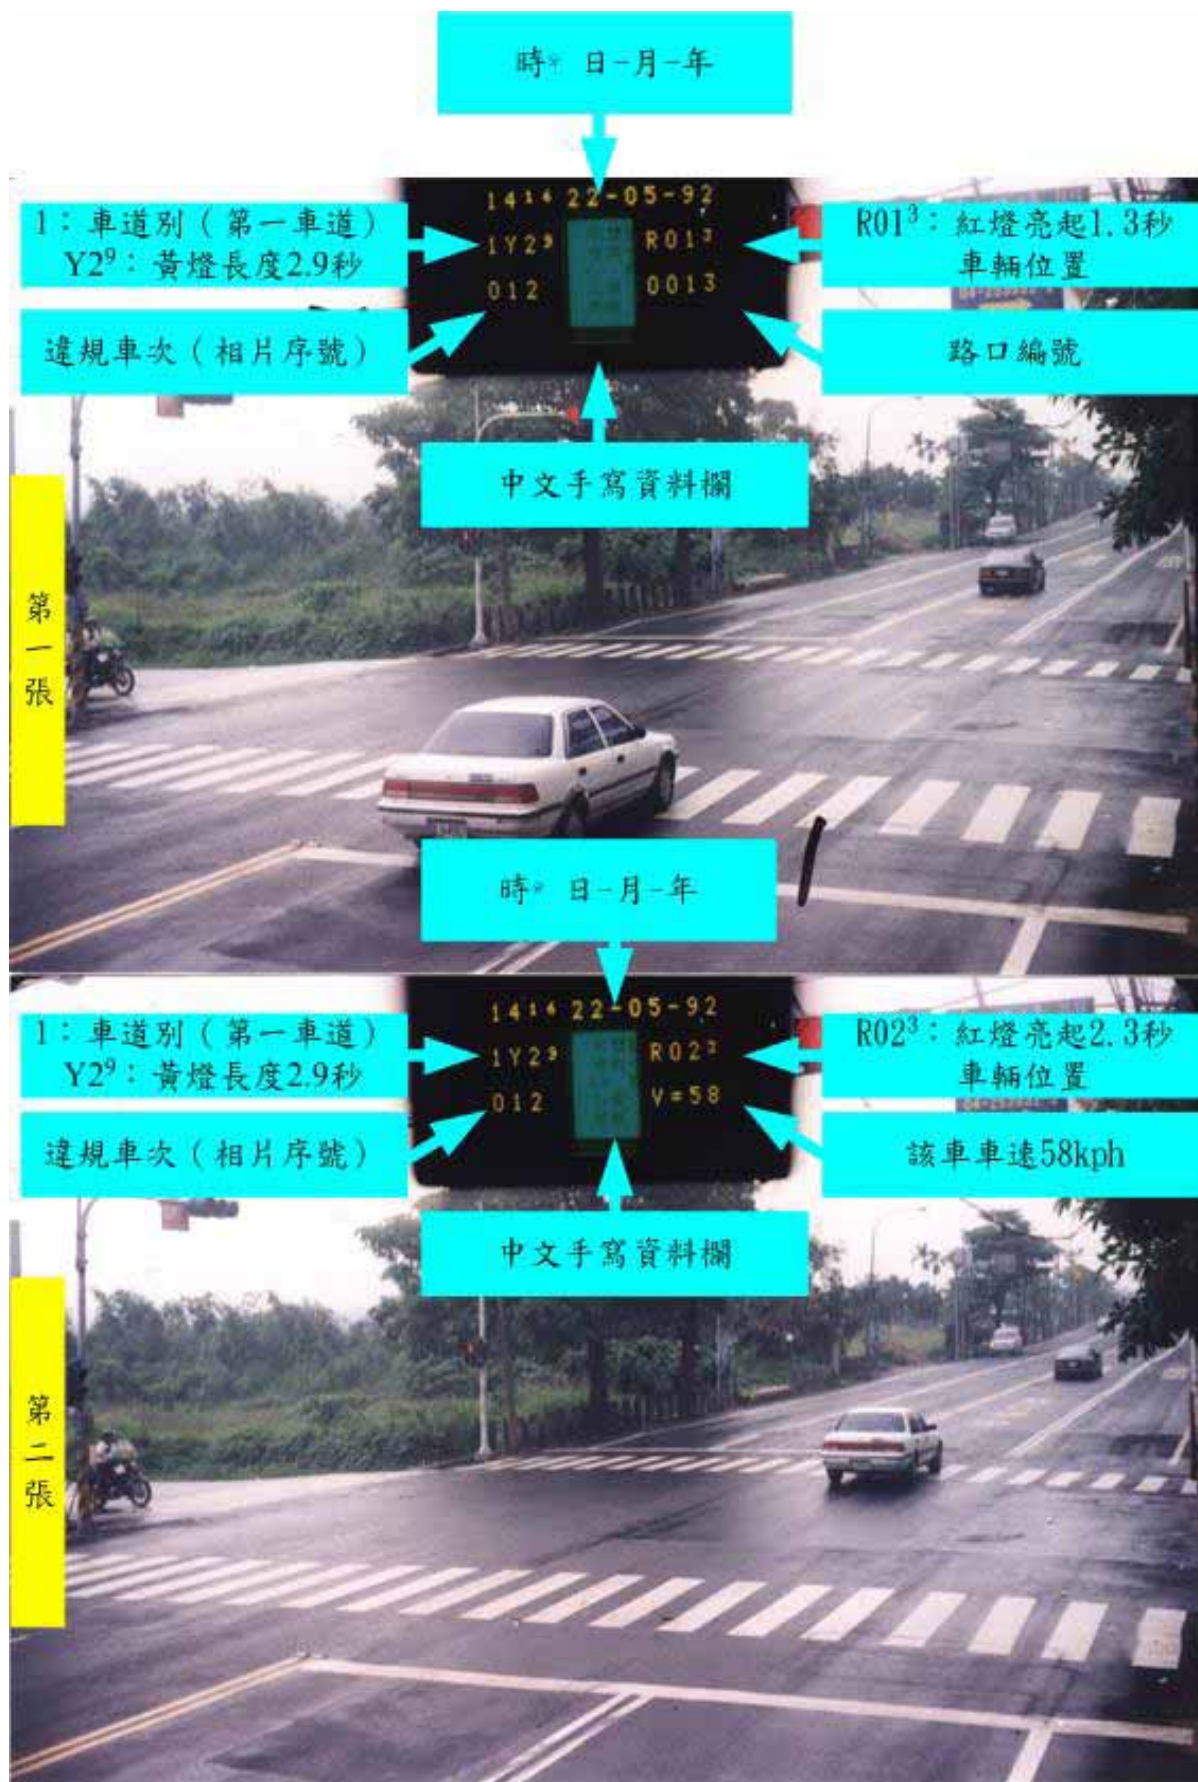 時分 日-月-年
14¹⁶ 22-05-92
1：車道別（第一車道）
Y2⁹：黃燈長度2.9秒
1Y2⁹
R01³
R01³：紅燈亮起1.3秒
車輛位置
012
0013
違規車次（相片序號）
路口編號
中文手寫資料欄
第一張
時分 日-月-年
14¹⁶ 22-05-92
1：車道別（第一車道）
Y2⁹：黃燈長度2.9秒
1Y2⁹
R02³
R02³：紅燈亮起2.3秒
車輛位置
012
V=58
違規車次（相片序號）
該車車速58kph
中文手寫資料欄
第二張